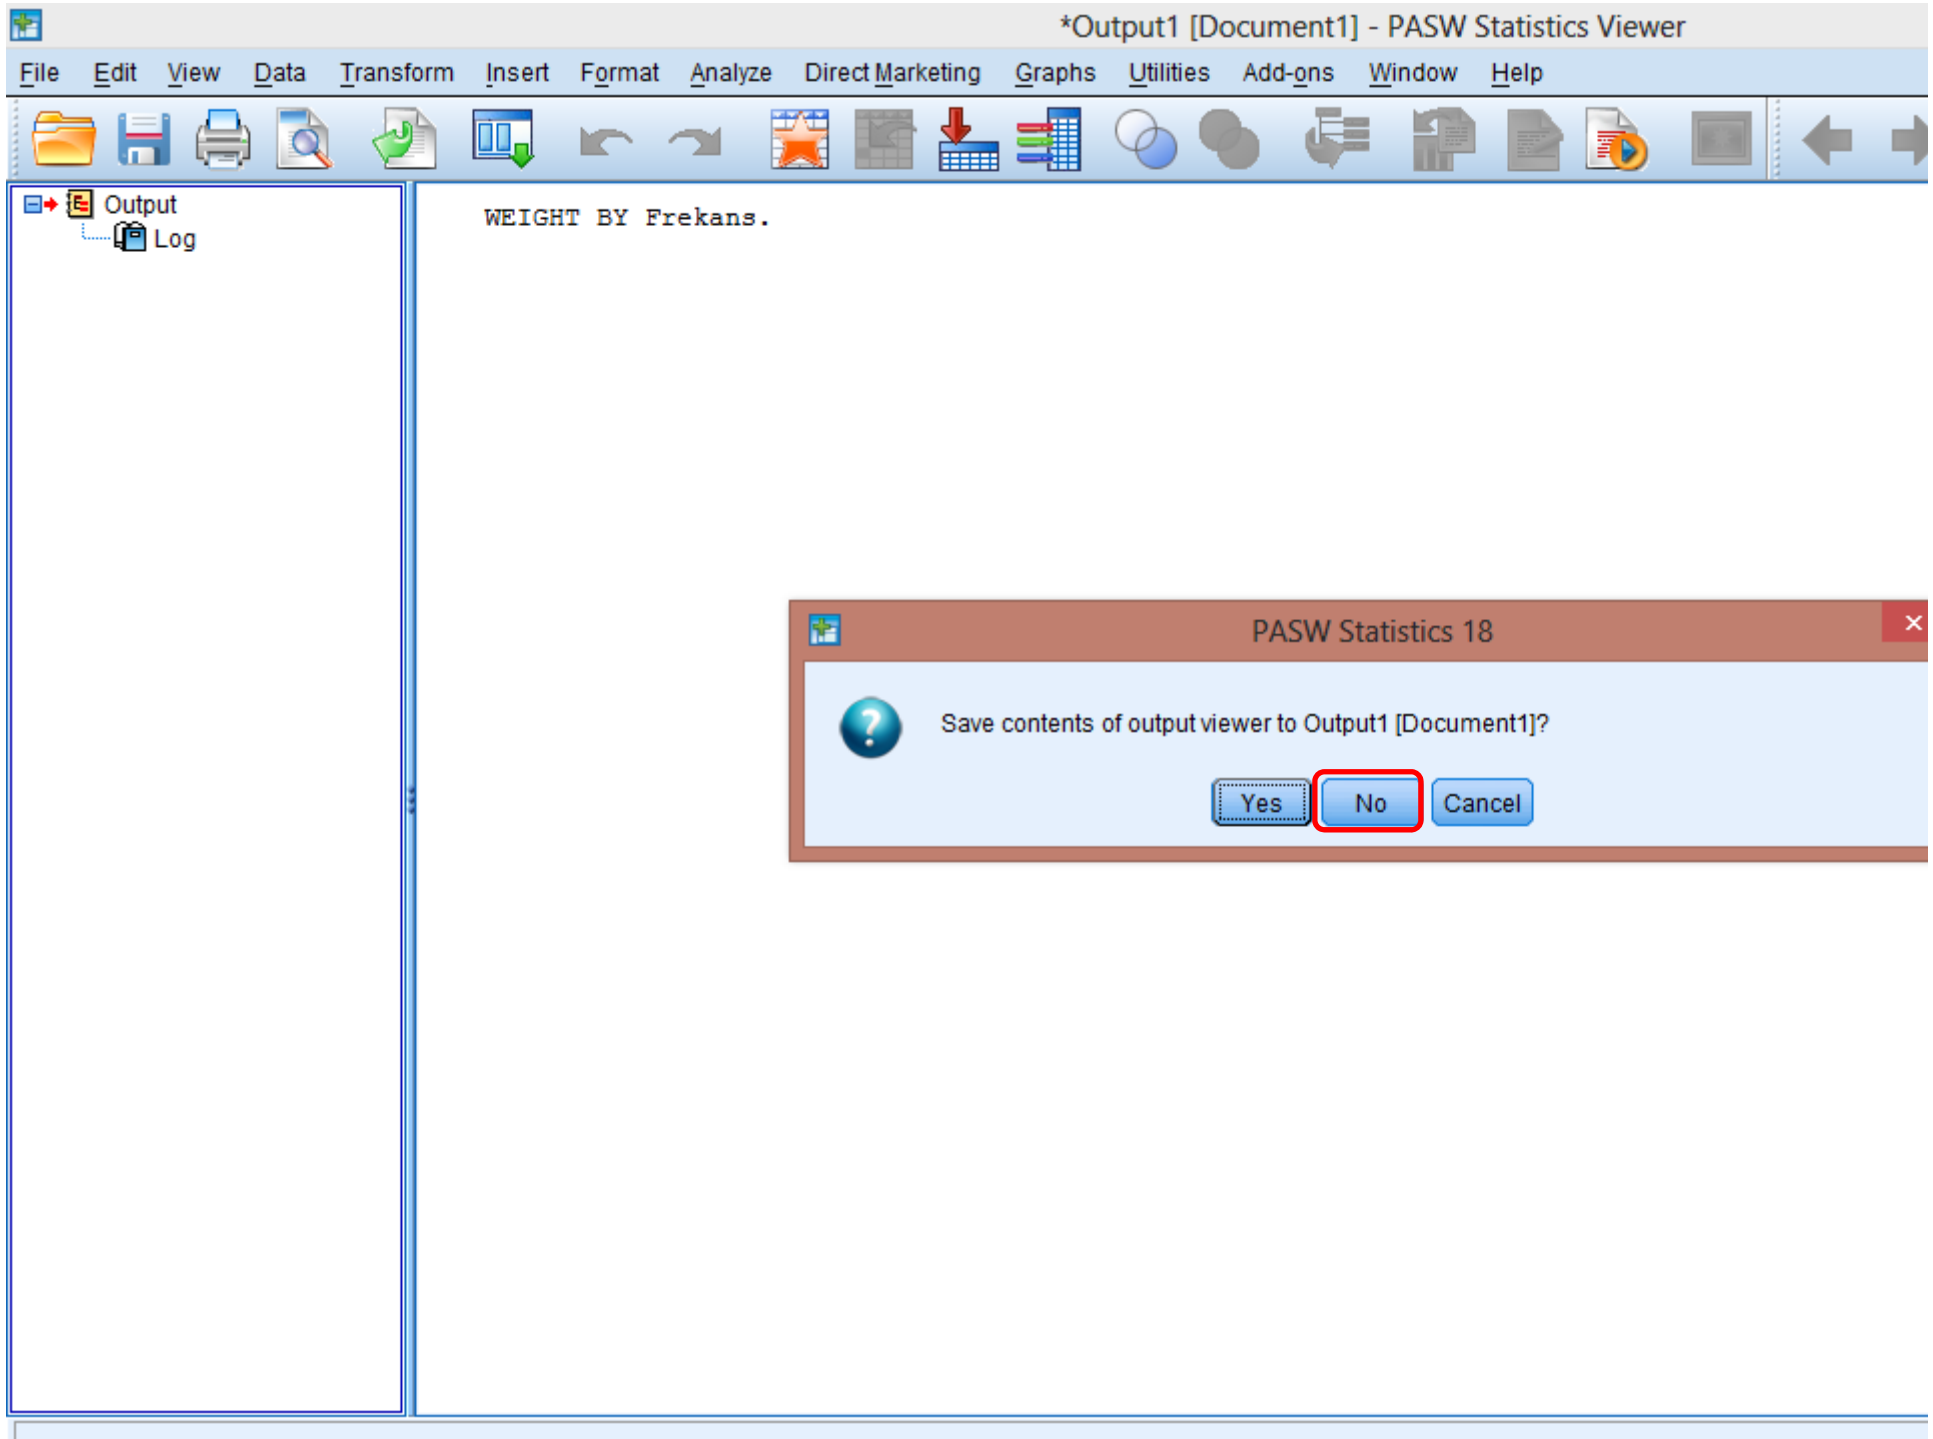 *Output1 [Document1] - PASW Statistics Viewer
File Edit View Data Transform Insert Format Analyze Direct Marketing Graphs Utilities Add-ons Window Help
Output
Log
WEIGHT BY Frekans.
PASW Statistics 18
Save contents of output viewer to Output1 [Document1]?
Yes No Cancel